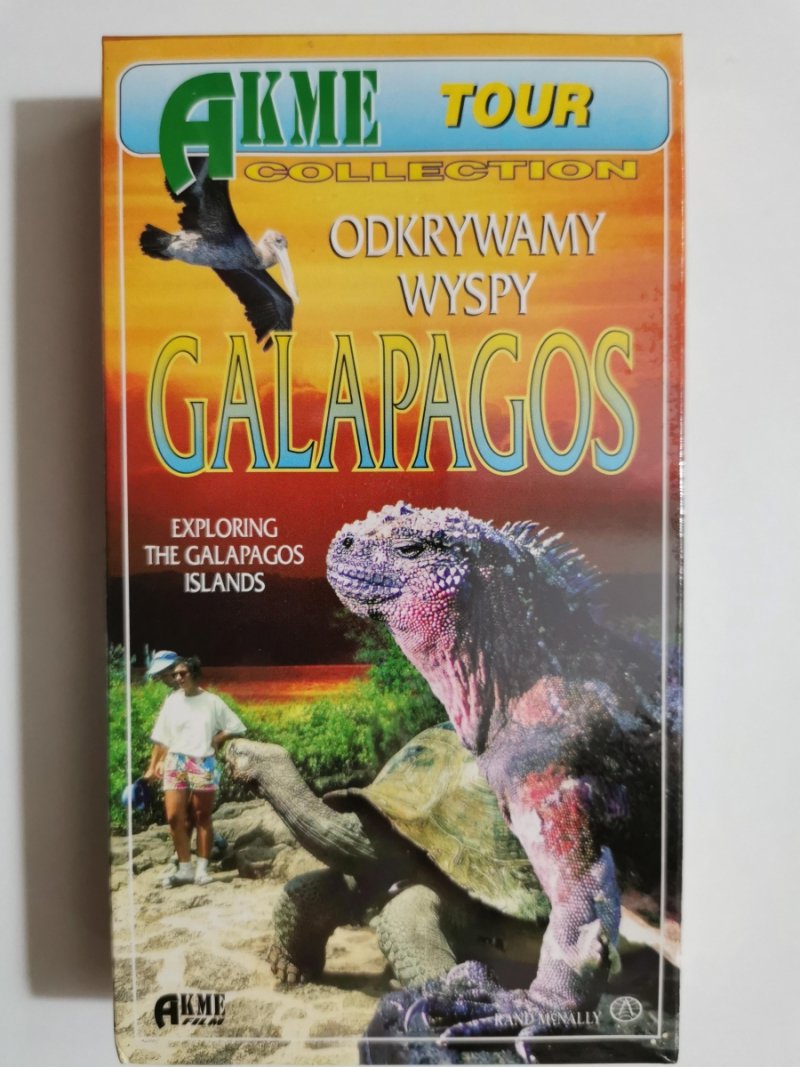 AKME TOUR
COLLECTION
ODKRYWAMY
WYSPY
GALAPAGOS
EXPLORING
THE GALAPAGOS
ISLANDS
AKME
FILM
RAND MCNALLY